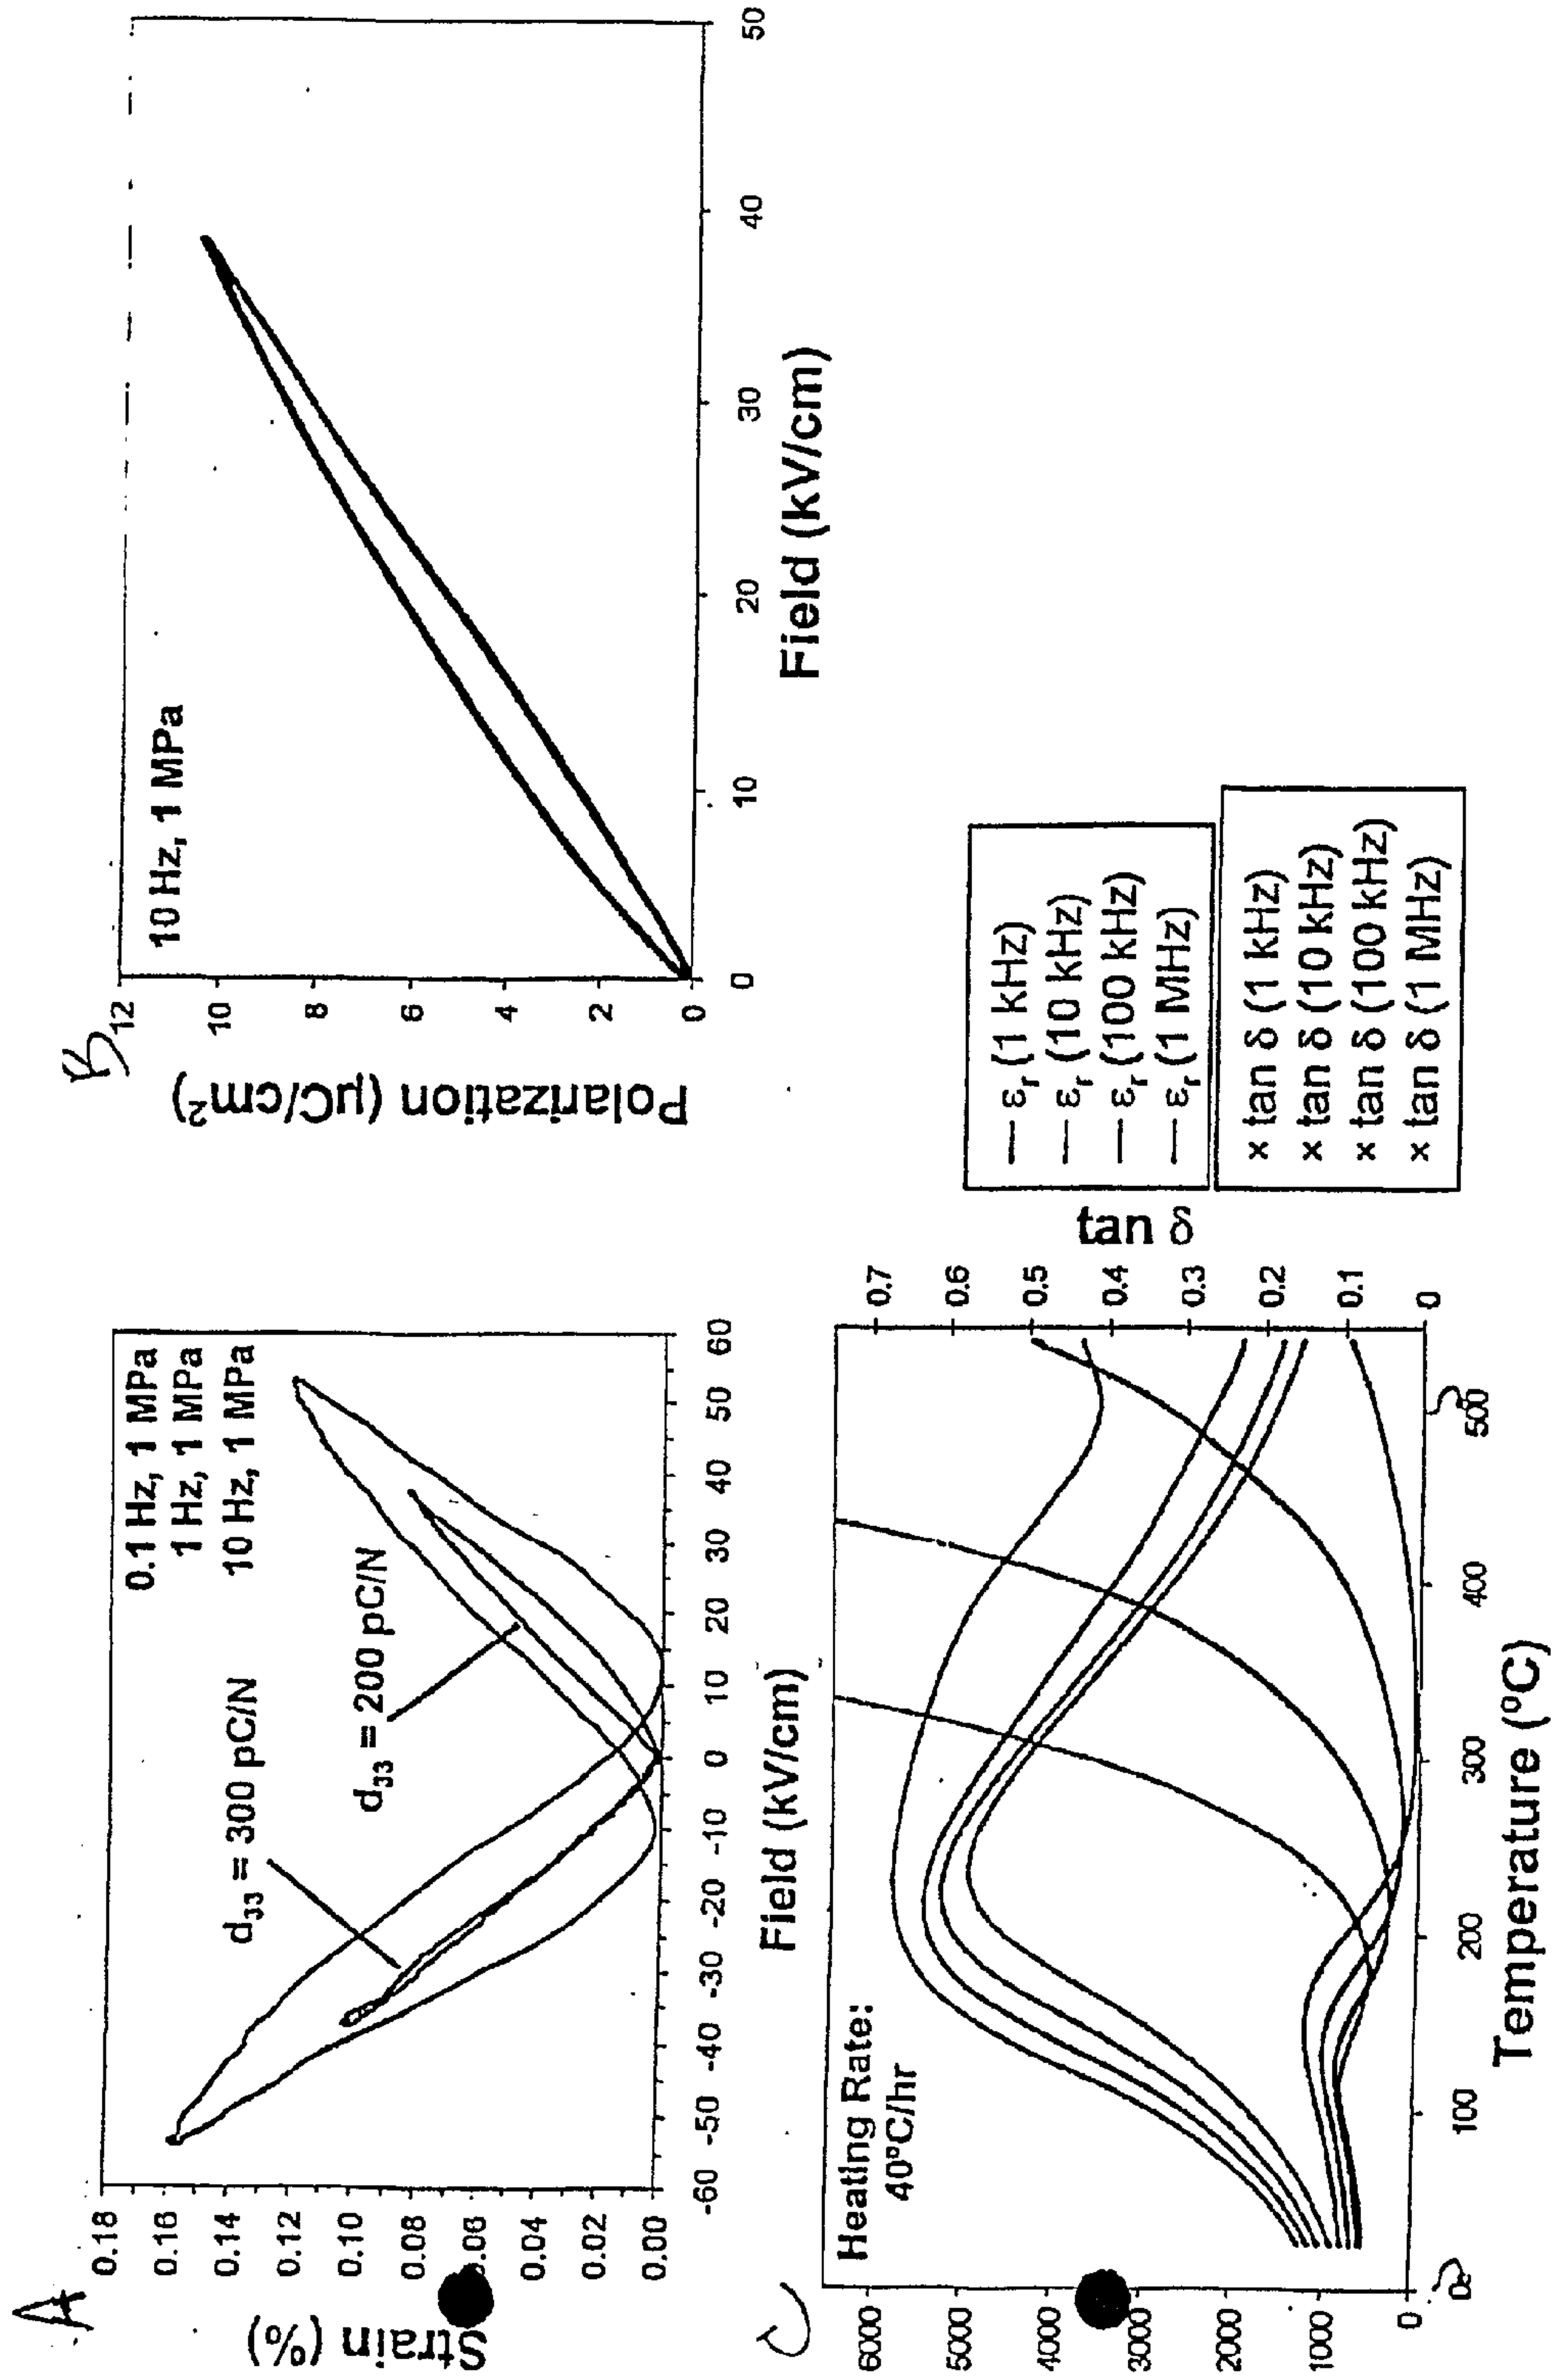 A
Strain (%)
0.18
0.16
0.14
0.12
0.10
0.08
0.06
0.04
0.02
0.00
0.1 Hz, 1 MPa
1 Hz, 1 MPa
10 Hz, 1 MPa
d₃₃ = 300 pC/N
d₃₃ = 200 pC/N
-60 -50 -40 -30 -20 -10 0 10 20 30 40 50 60
Field (kV/cm)
B
Polarization (μC/cm²)
12
10
8
6
4
2
0
10 Hz, 1 MPa
0 10 20 30 40 50
Field (kV/cm)
C
6000
5000
4000
3000
2000
1000
0
Heating Rate:
40ºC/hr
0.7
0.6
0.5
0.4
0.3
0.2
0.1
0
tan δ
100 200 300 400 500
Temperature (ºC)
— εᵣ (1 kHz)
— εᵣ (10 kHz)
— εᵣ (100 kHz)
— εᵣ (1 MHz)
× tan δ (1 kHz)
× tan δ (10 kHz)
× tan δ (100 kHz)
× tan δ (1 MHz)